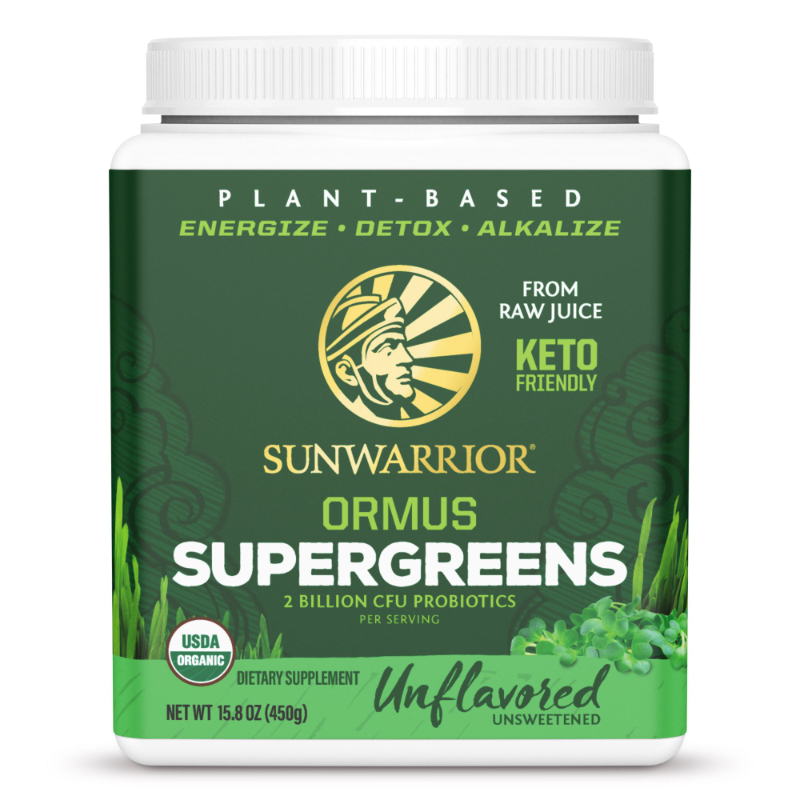 PLANT-BASED
ENERGIZE • DETOX • ALKALIZE
FROM
RAW JUICE
KETO
FRIENDLY
SUNWARRIOR®
ORMUS
SUPERGREENS
2 BILLION CFU PROBIOTICS
PER SERVING
USDA
ORGANIC
DIETARY SUPPLEMENT
Unflavored
UNSWEETENED
NET WT 15.8 OZ (450g)